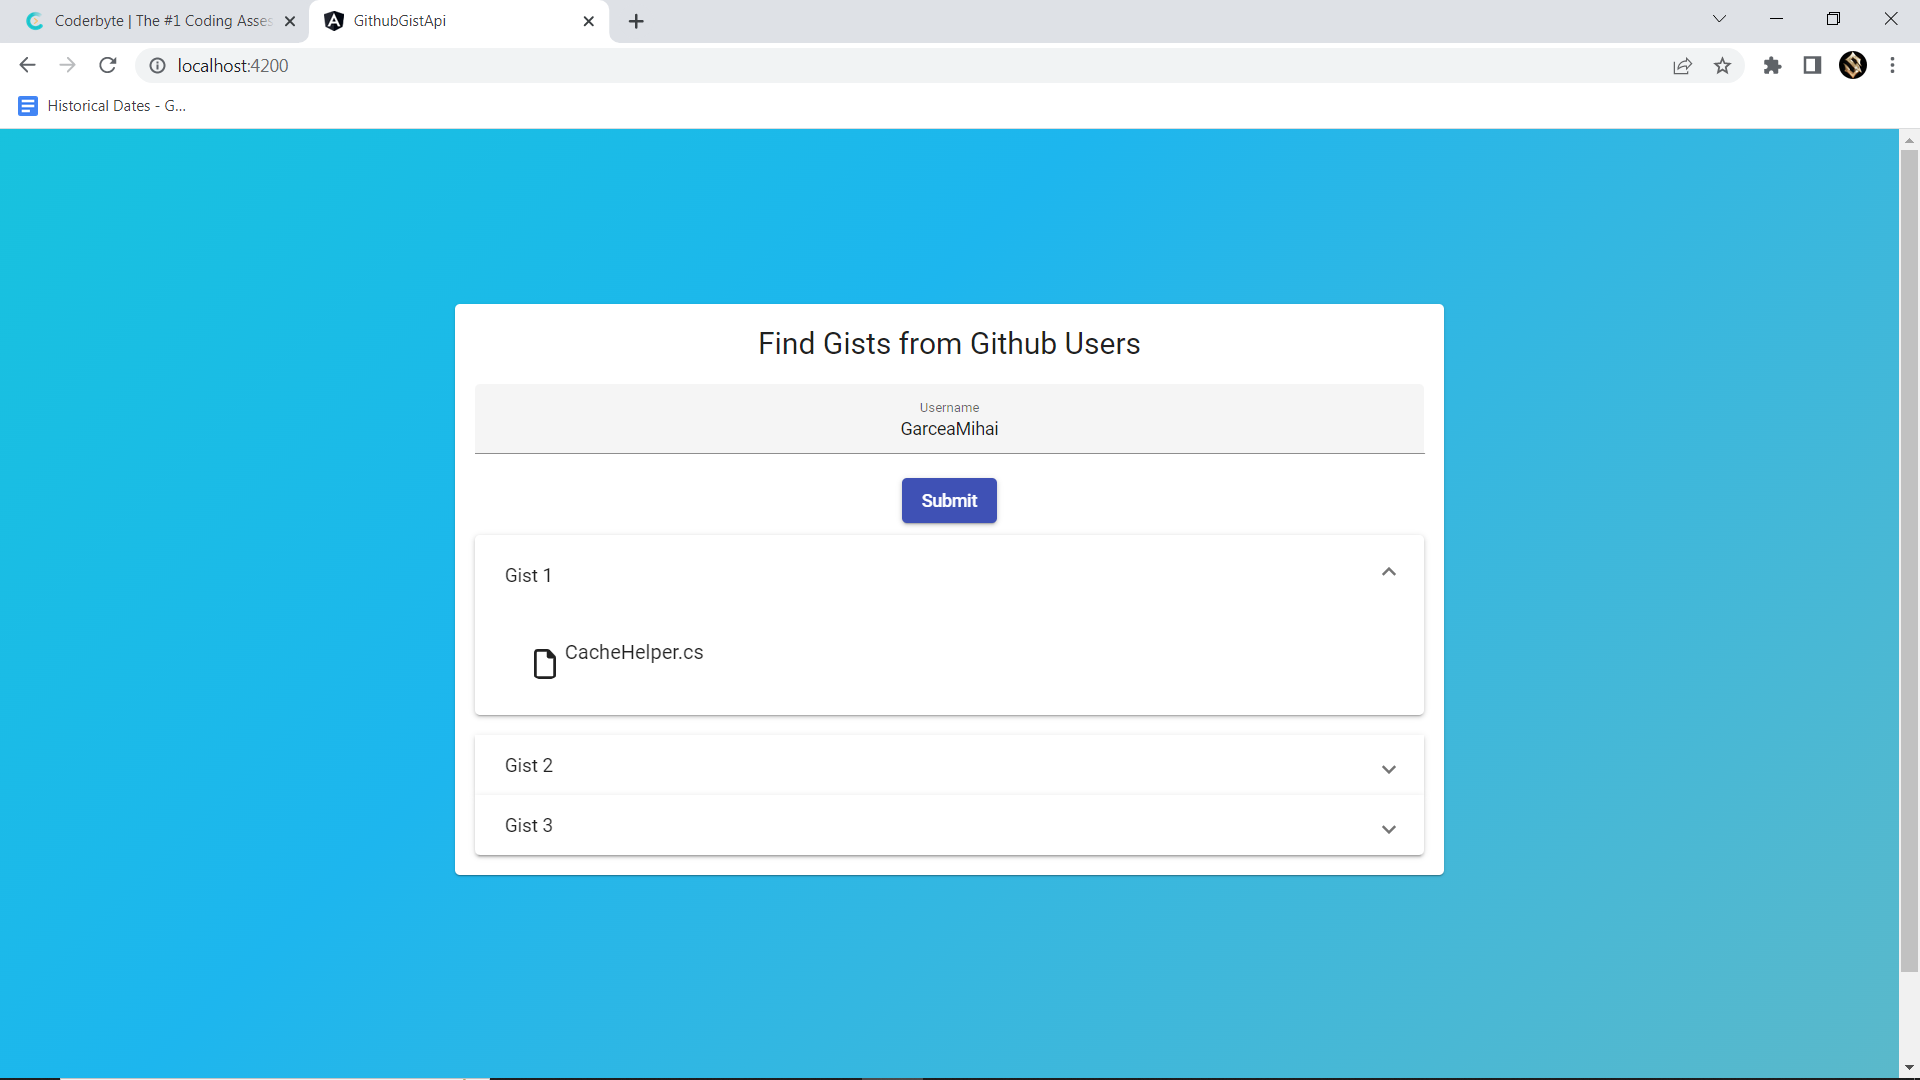 Coderbyte | The #1 Coding Asses
GithubGistApi
localhost:4200
Historical Dates - G...
Find Gists from Github Users
Username
GarceaMihai
Submit
Gist 1
CacheHelper.cs
Gist 2
Gist 3